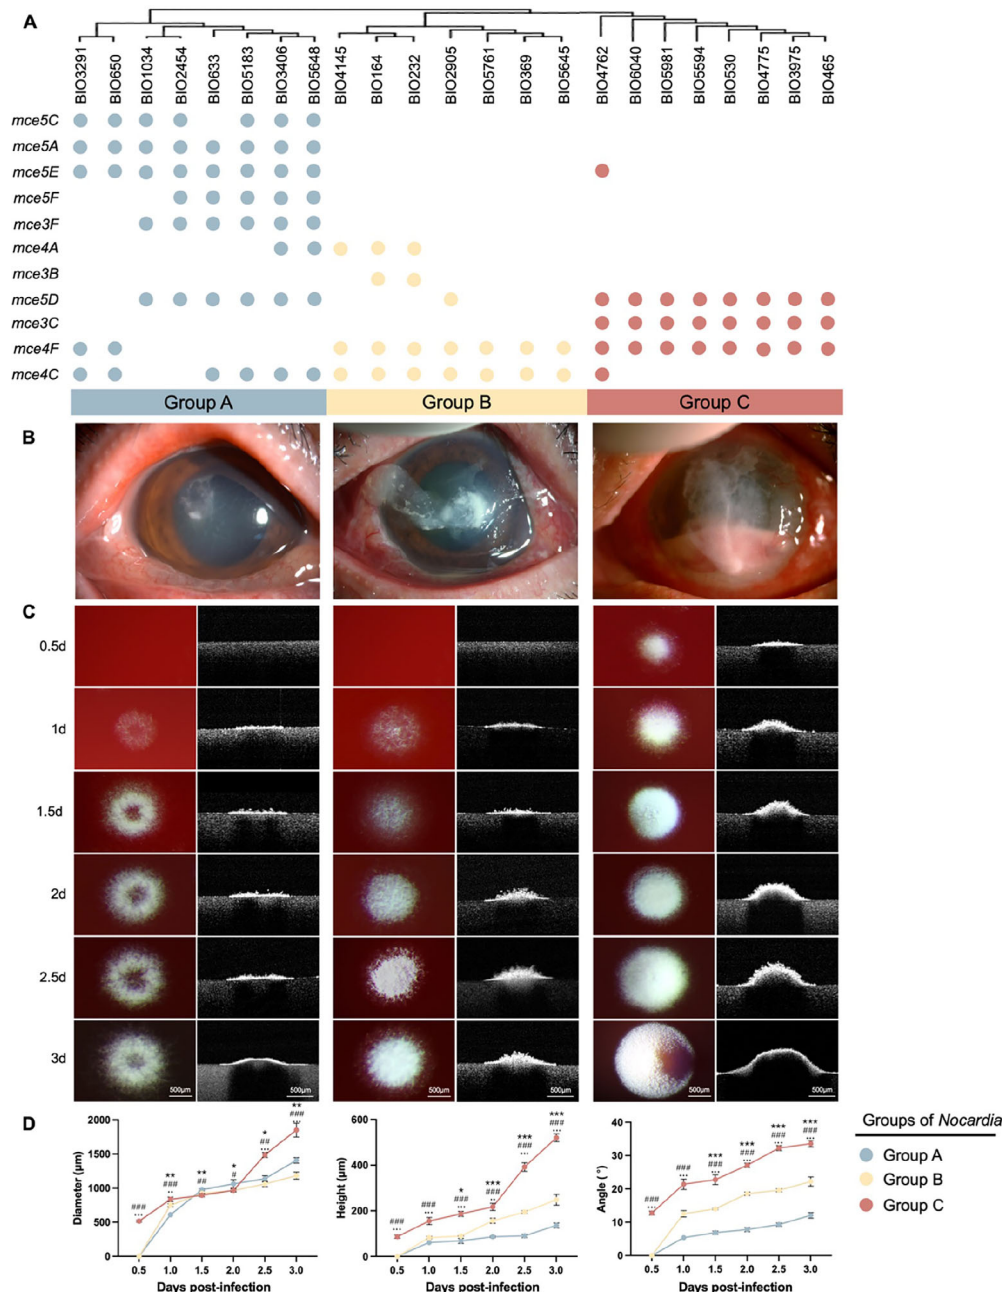 A
BIO3291 BIO650 BIO1034 BIO2454 BIO633 BIO5183 BIO3406 BIO5648 BIO4145 BIO164 BIO232 BIO2905 BIO5761 BIO369 BIO5645 BIO4762 BIO6040 BIO5981 BIO5594 BIO530 BIO4775 BIO3975 BIO465
mce5C
mce5A
mce5E
mce5F
mce3F
mce4A
mce3B
mce5D
mce3C
mce4F
mce4C
Group A Group B Group C
B
C
0.5d
1d
1.5d
2d
2.5d
3d
500μm 500μm 500μm 500μm 500μm 500μm
D
Diameter (μm)
2000
1500
1000
500
0
###
**
**
##
*
#
*
##
**
###
0.5 1.0 1.5 2.0 2.5 3.0
Days post-infection
Height (μm)
600
400
200
0
###
###
*
###
***
###
***
###
***
###
0.5 1.0 1.5 2.0 2.5 3.0
Days post-infection
Angle (°)
40
30
20
10
0
###
###
***
###
***
###
***
###
***
###
0.5 1.0 1.5 2.0 2.5 3.0
Days post-infection
Groups of Nocardia
Group A
Group B
Group C